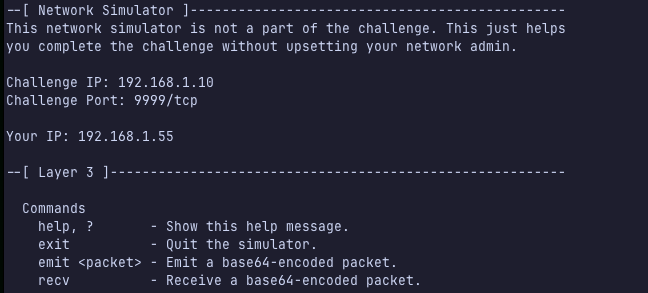 --[ Network Simulator ]-----------------------------------------------
This network simulator is not a part of the challenge. This just helps
you complete the challenge without upsetting your network admin.
Challenge IP: 192.168.1.10
Challenge Port: 9999/tcp
Your IP: 192.168.1.55
--[ Layer 3 ]---------------------------------------------------------
Commands
help, ? - Show this help message.
exit - Quit the simulator.
emit <packet> - Emit a base64-encoded packet.
recv - Receive a base64-encoded packet.